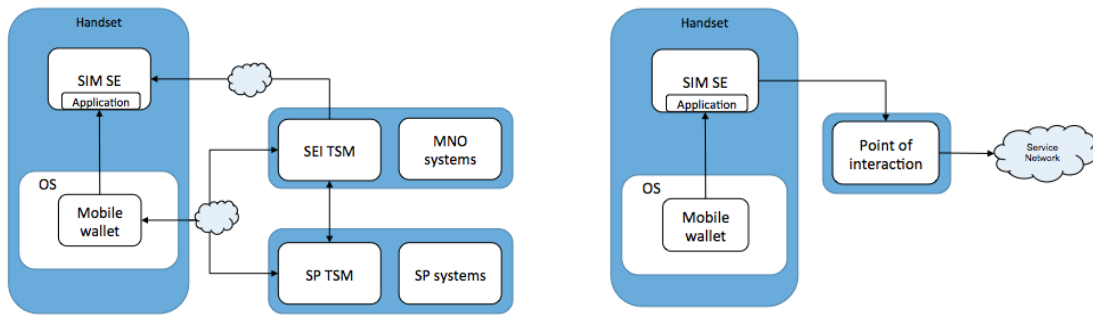 Handset
SIM SE
Application
SEI TSM
MNO
systems
OS
Mobile
wallet
SP TSM
SP systems
Handset
SIM SE
Application
Point of
interaction
Service
Network
OS
Mobile
wallet